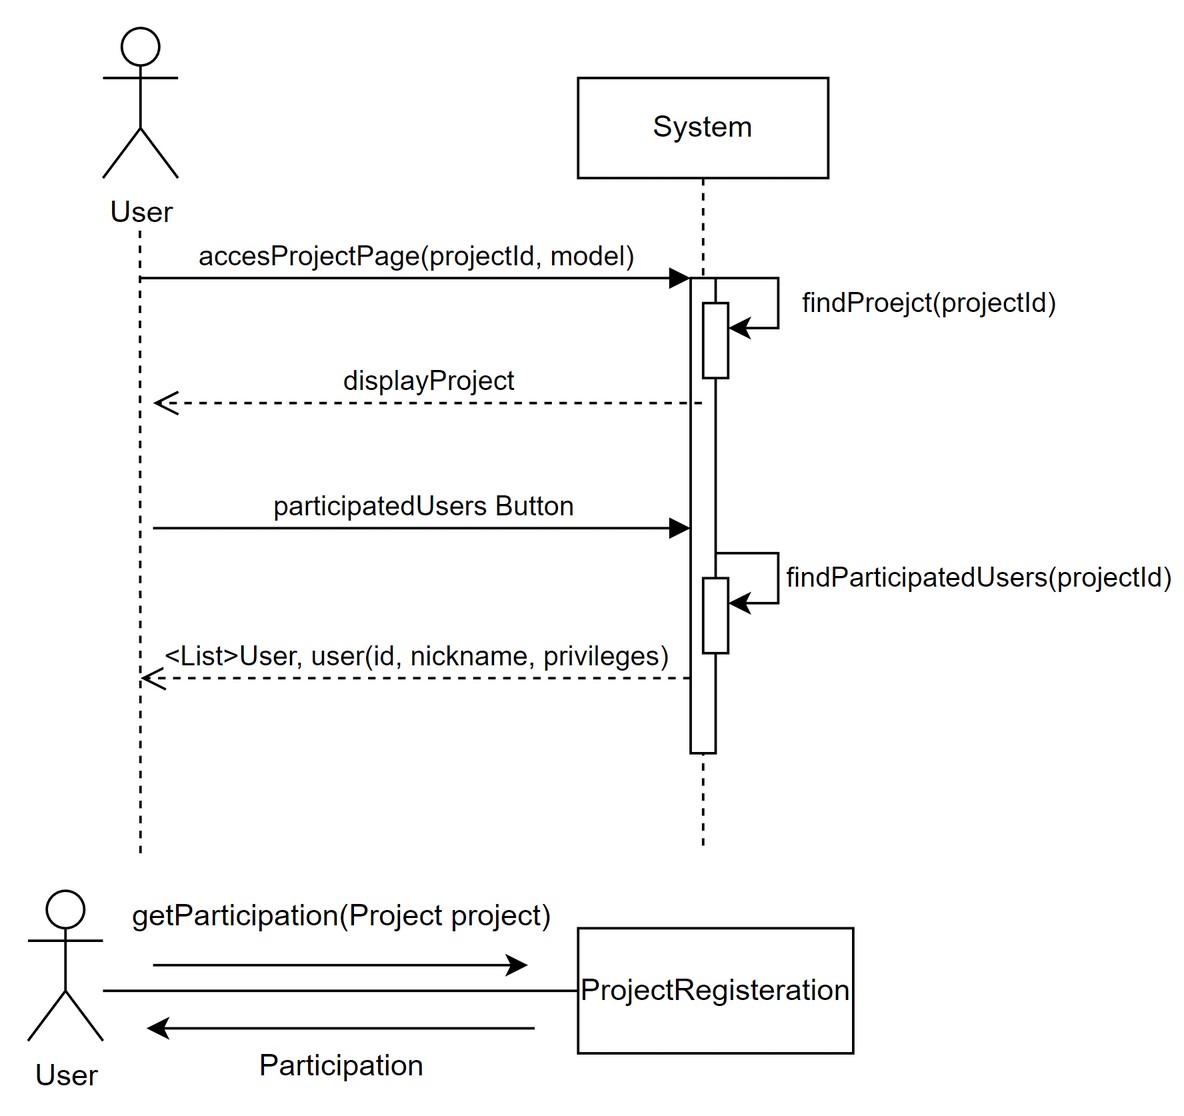 User
System
accesProjectPage(projectId, model)
findProejct(projectId)
displayProject
participatedUsers Button
findParticipatedUsers(projectId)
<List>User, user(id, nickname, privileges)
getParticipation(Project project)
ProjectRegisteration
Participation
User